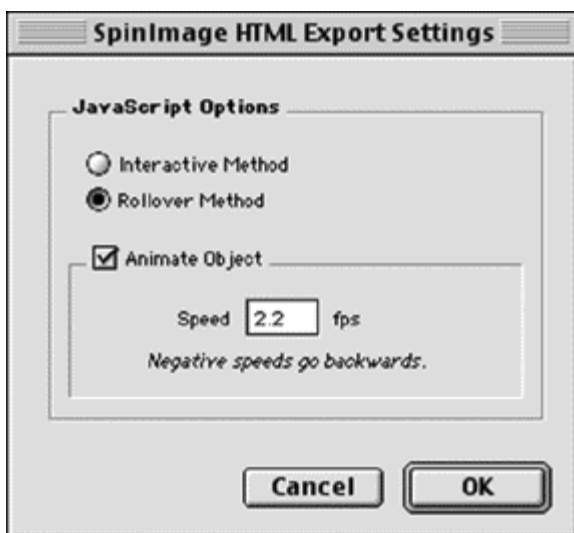 SpinImage HTML Export Settings
JavaScript Options
Interactive Method
Rollover Method
Animate Object
Speed 2.2 fps
Negative speeds go backwards.
Cancel OK